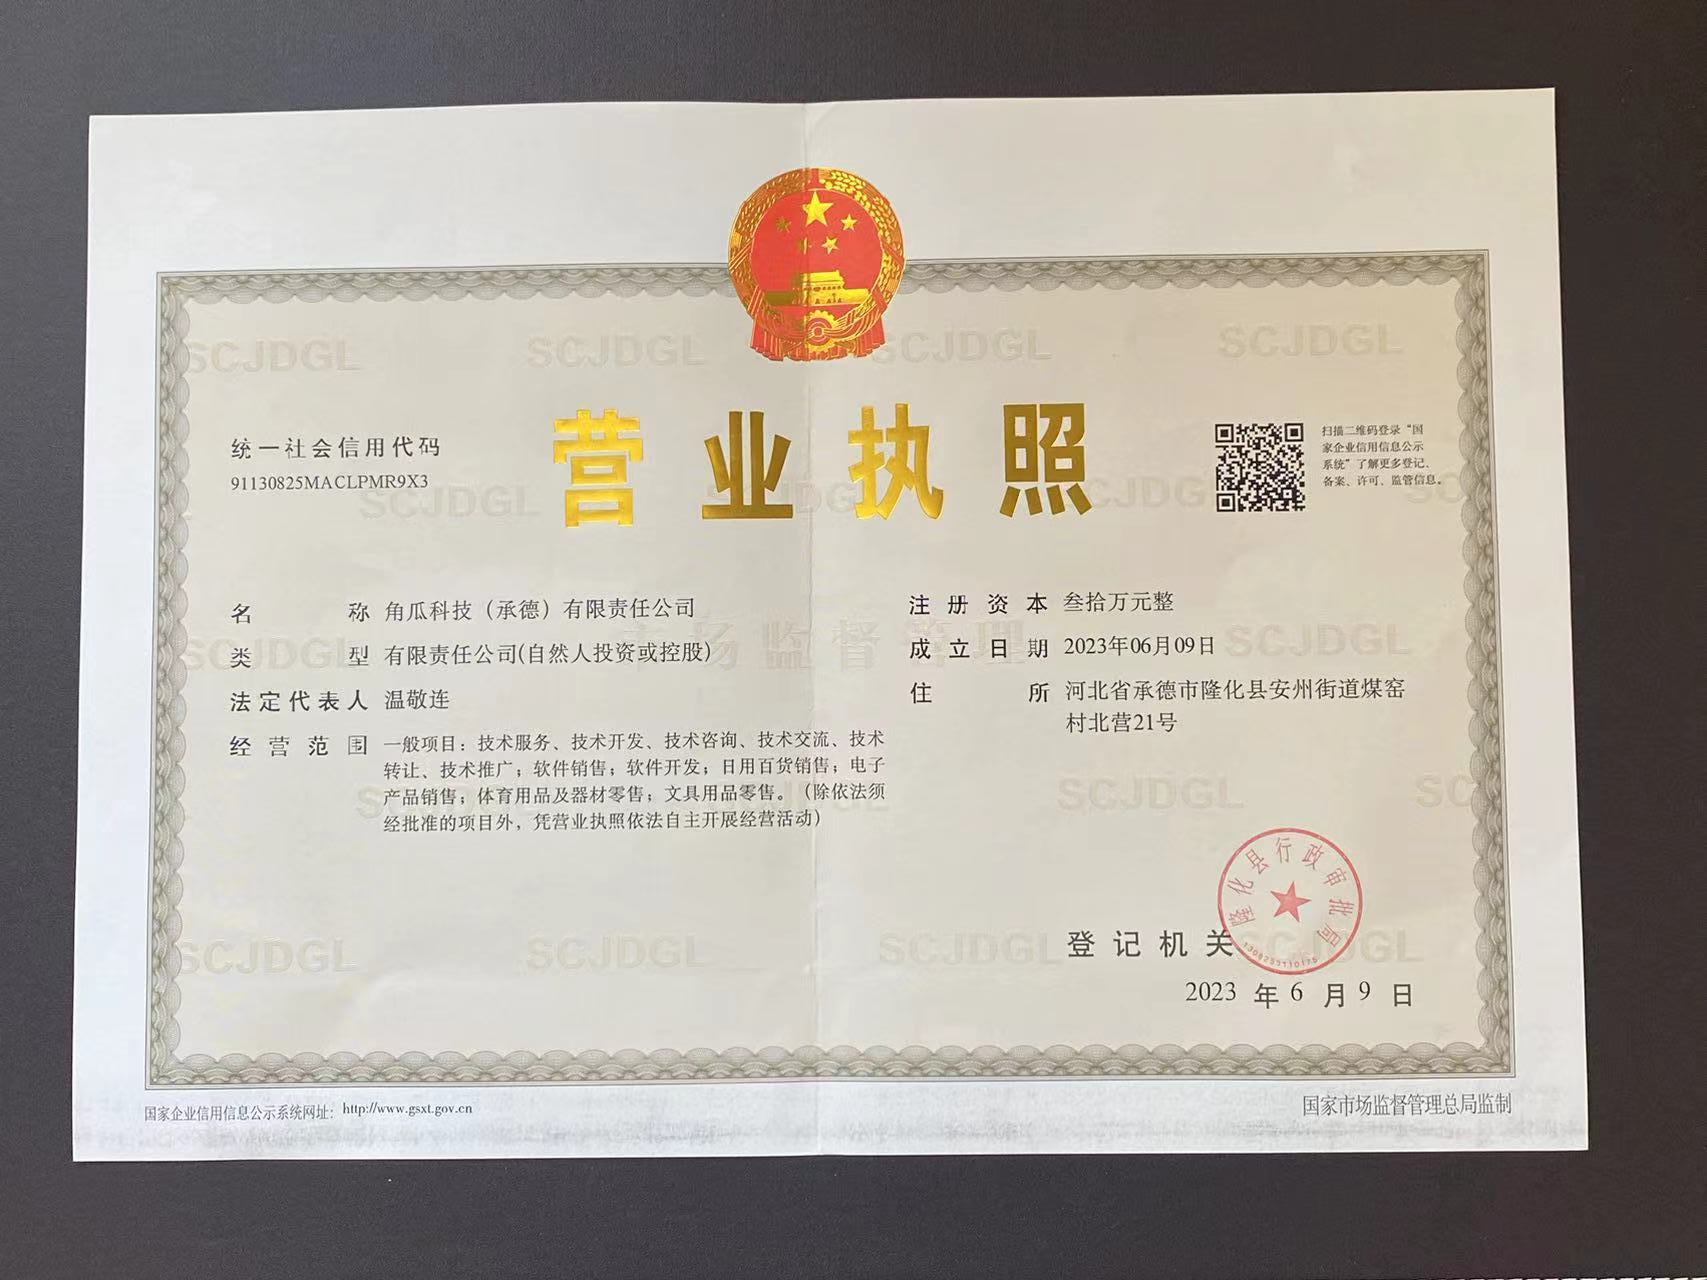 营业执照
统一社会信用代码
91130825MACLPMR9X3
扫描二维码登录“国
家企业信用信息公示
系统”了解更多登记、
备案、许可、监管信息。
名称 角瓜科技（承德）有限责任公司
类型 有限责任公司(自然人投资或控股)
法定代表人 温敬连
经营范围 一般项目：技术服务、技术开发、技术咨询、技术交流、技术
转让、技术推广；软件销售；软件开发；日用百货销售；电子
产品销售；体育用品及器材零售；文具用品零售。（除依法须
经批准的项目外，凭营业执照依法自主开展经营活动）
注册资本 叁拾万元整
成立日期 2023年06月09日
住所 河北省承德市隆化县安州街道煤窑
村北营21号
隆化县行政审批局
登记机关
2023 年 6 月 9 日
国家企业信用信息公示系统网址：http://www.gsxt.gov.cn
国家市场监督管理总局监制
SCJDGL
SCJDGL
SCJDGL
SCJDGL
市场监督管理